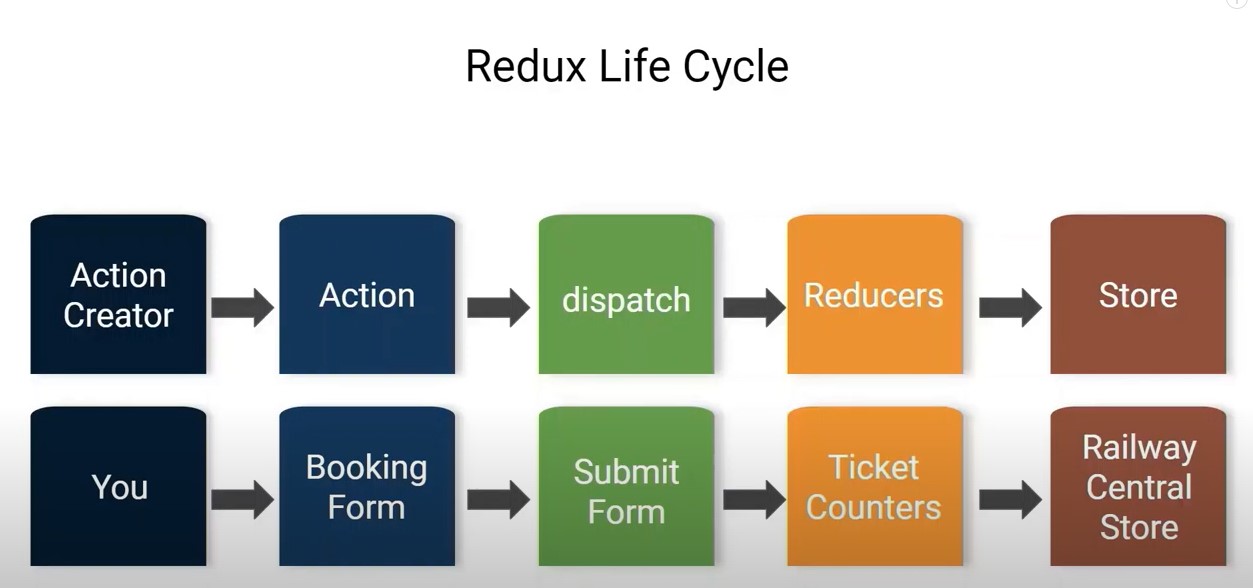 Redux Life Cycle
Action
Creator
Action
dispatch
Reducers
Store
You
Booking
Form
Submit
Form
Ticket
Counters
Railway
Central
Store